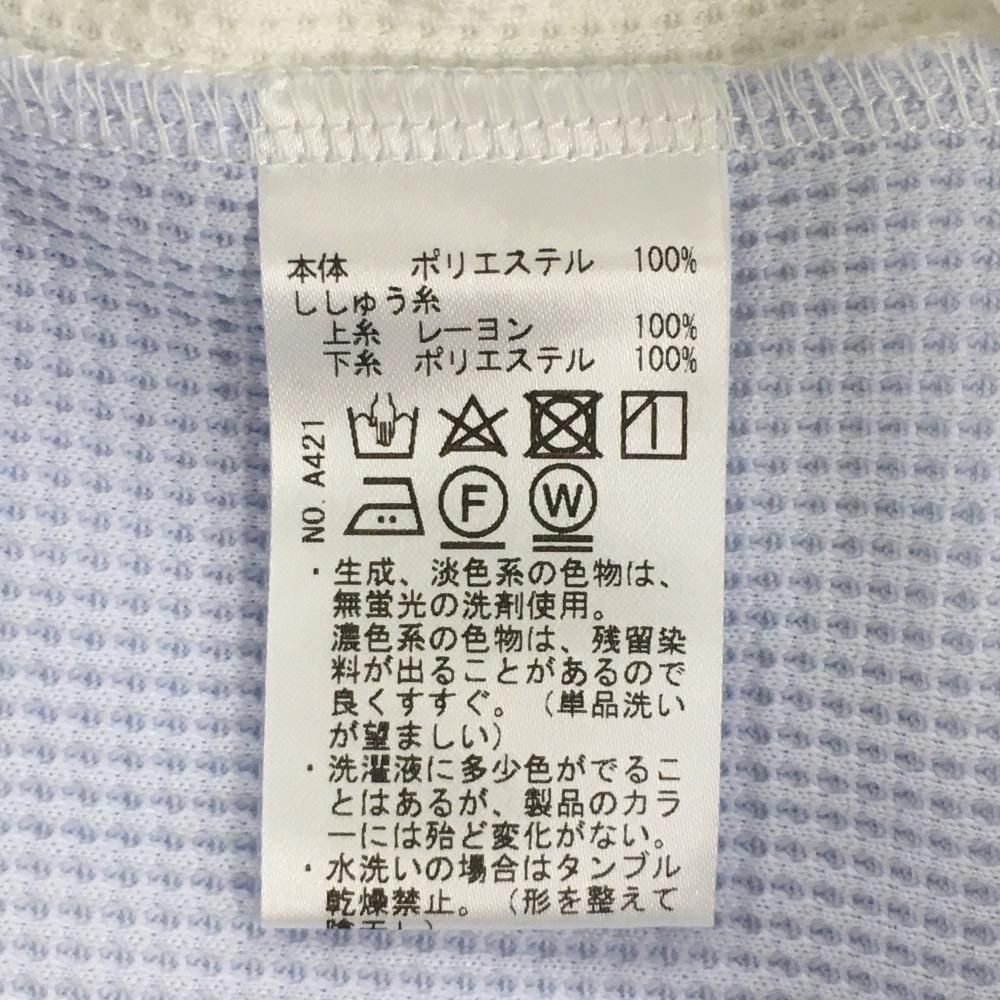 本体 ポリエステル 100%
ししゅう糸
上糸 レーヨン 100%
下糸 ポリエステル 100%
NO. A421
F W
・生成、淡色系の色物は、
無蛍光の洗剤使用。
濃色系の色物は、残留染
料が出ることがあるので
良くすすぐ。（単品洗い
が望ましい）
・洗濯液に多少色がでるこ
とはあるが、製品のカラ
ーには殆ど変化がない。
・水洗いの場合はタンブル
乾燥禁止。（形を整えて